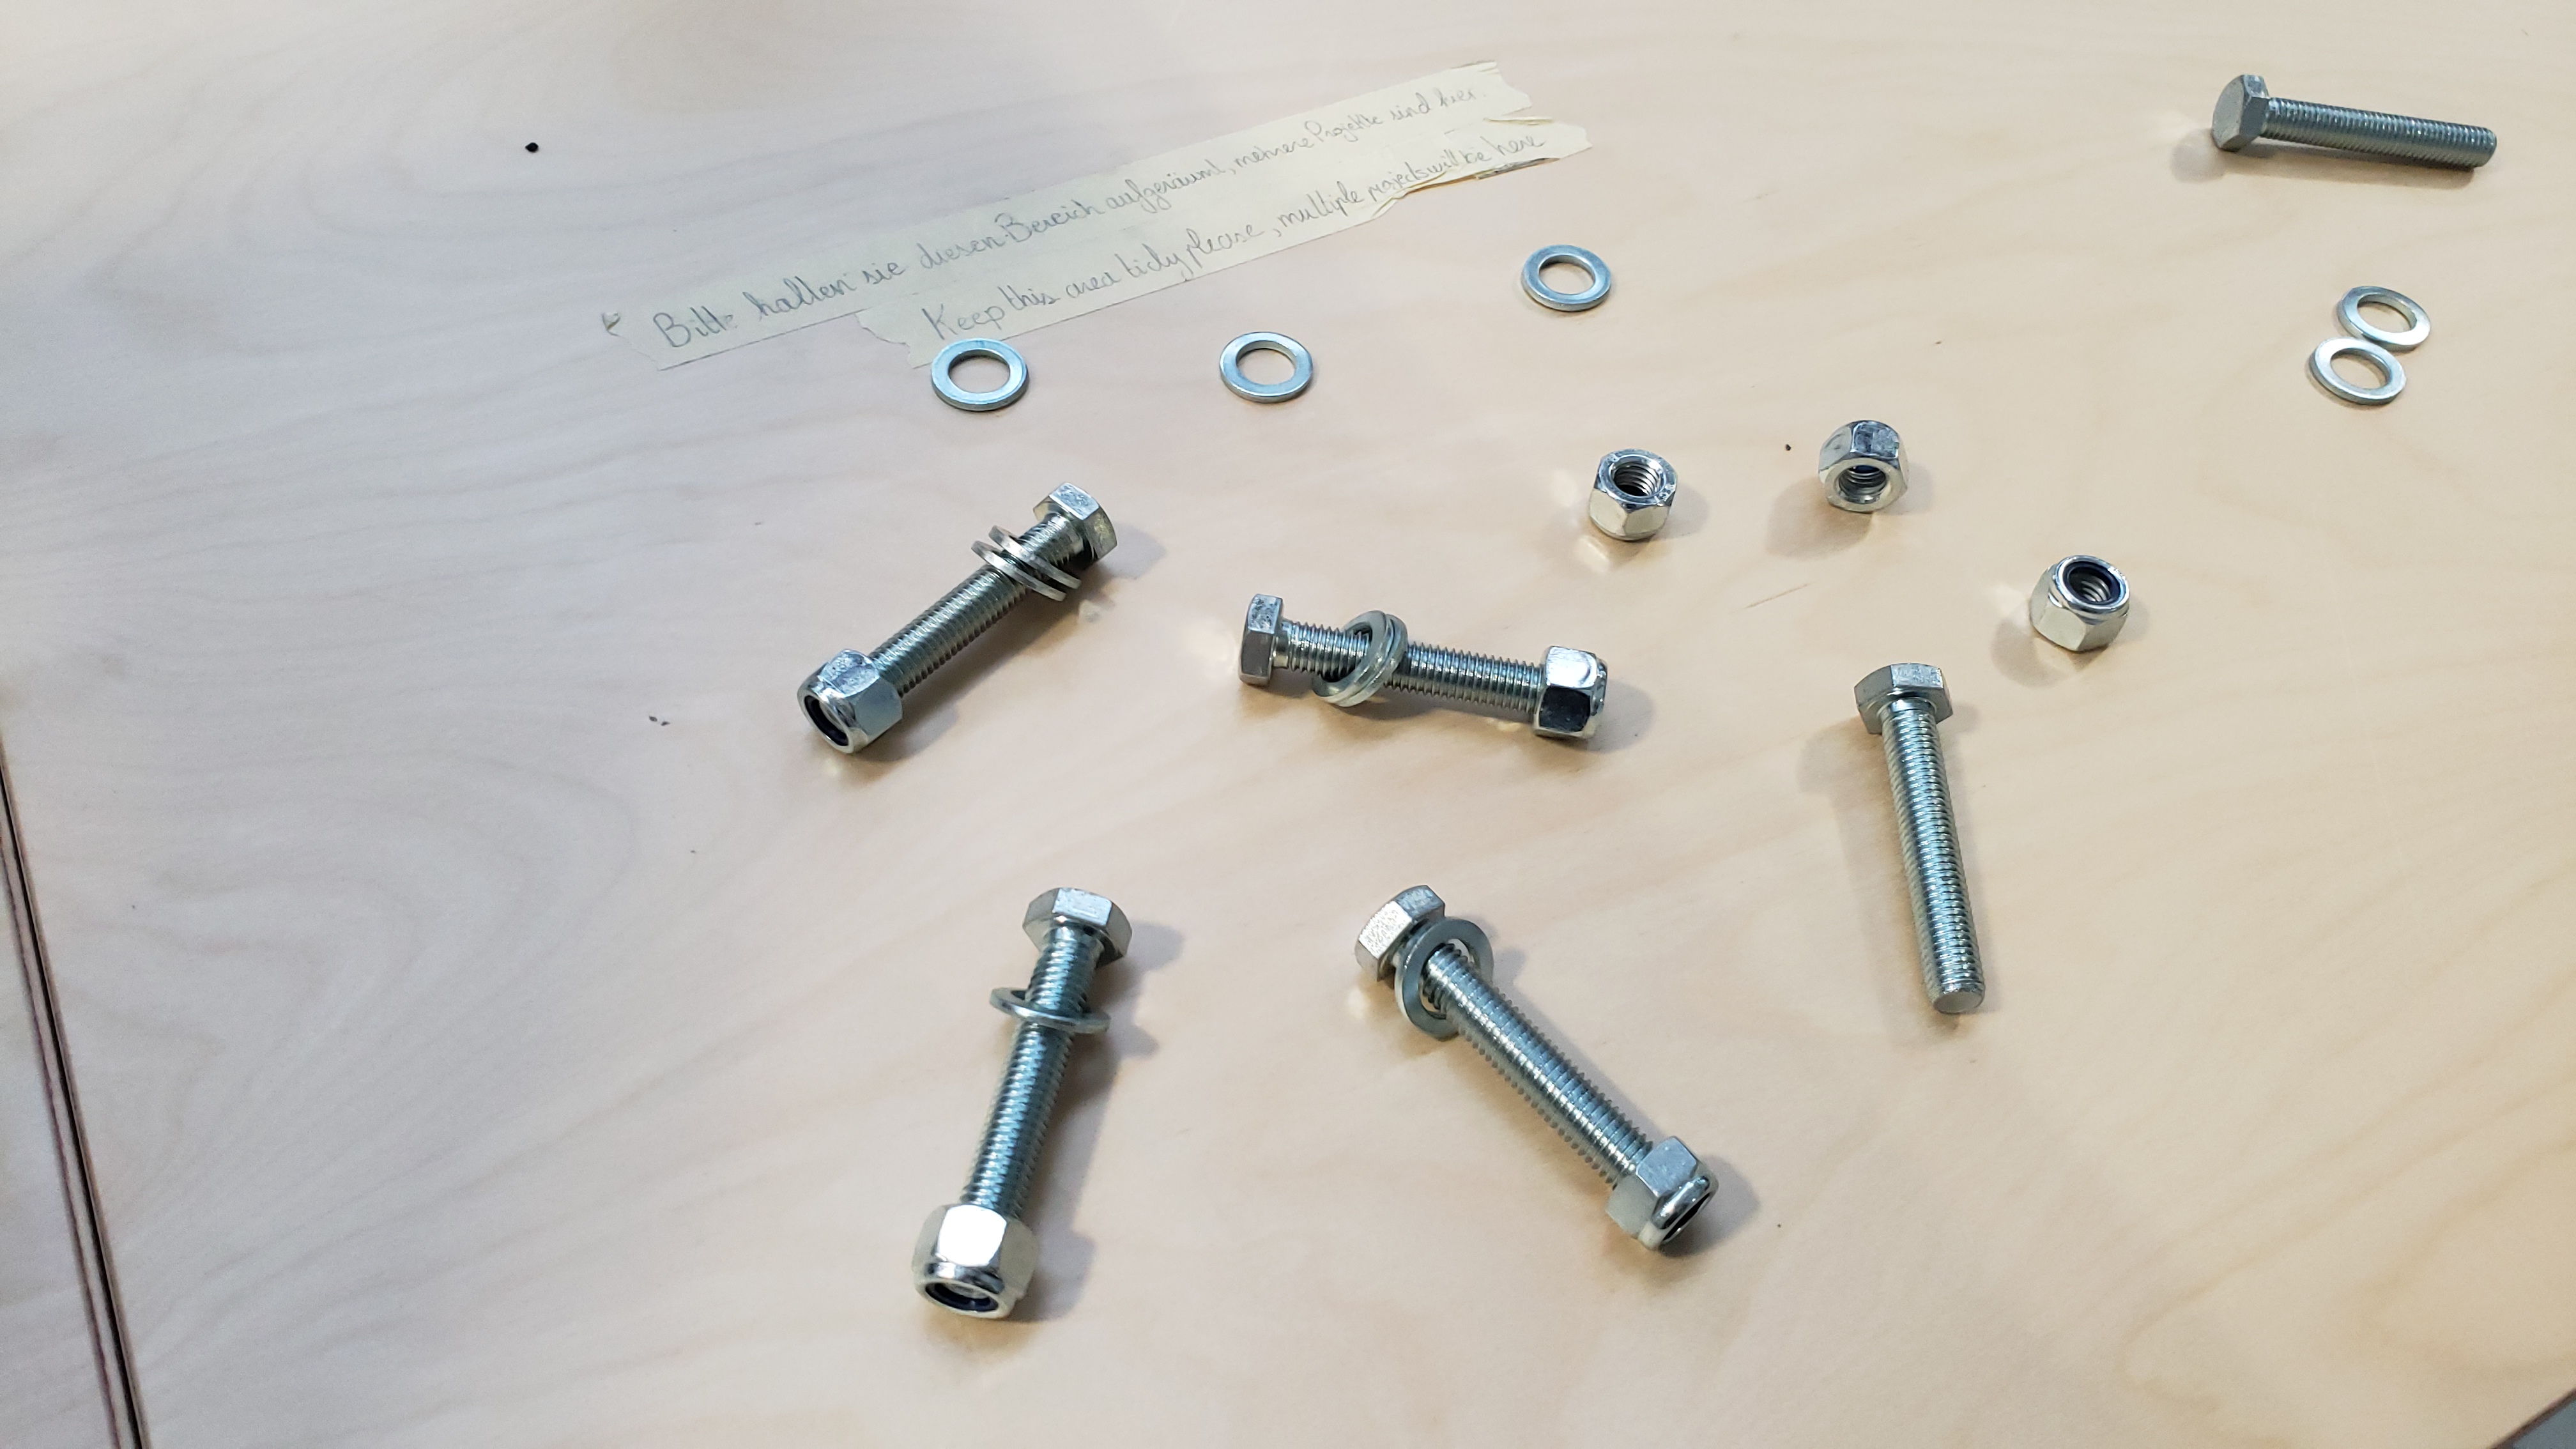 Bitte halten sie diesen Bereich aufgeräumt, mehrere Projekte sind hier.
Keep this area tidy please, multiple projects will be here